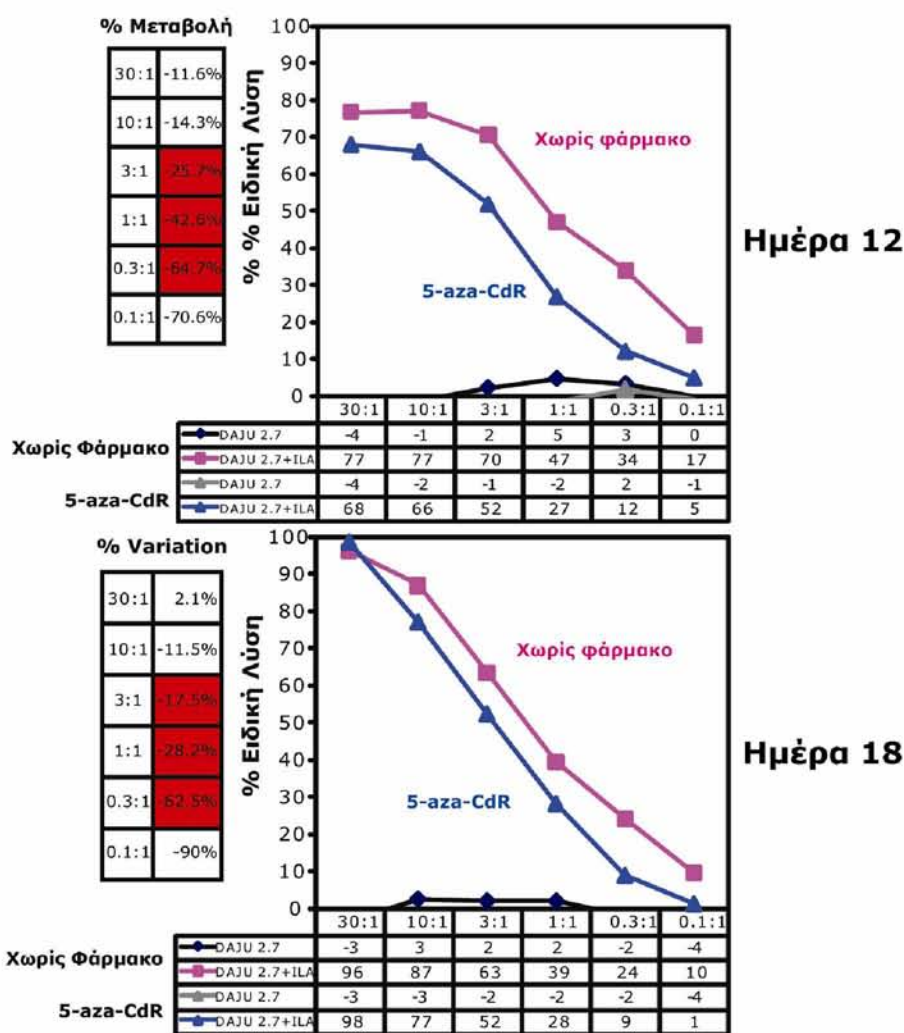 % Μεταβολή
30:1 -11.6%
10:1 -14.3%
3:1 -25.7%
1:1 -42.6%
0.3:1 -64.7%
0.1:1 -70.6%
% % Ειδική Λύση
100
90
80
70
60
50
40
30
20
10
0
Χωρίς φάρμακο
5-aza-CdR
Ημέρα 12
30:1 10:1 3:1 1:1 0.3:1 0.1:1
Χωρίς Φάρμακο
DAJU 2.7 -4 -1 2 5 3 0
DAJU 2.7+ILA 77 77 70 47 34 17
5-aza-CdR
DAJU 2.7 -4 -2 -1 -2 2 -1
DAJU 2.7+ILA 68 66 52 27 12 5
% Variation
30:1 2.1%
10:1 -11.5%
3:1 -17.5%
1:1 -28.2%
0.3:1 -62.5%
0.1:1 -90%
% Ειδική Λύση
100
90
80
70
60
50
40
30
20
10
0
Χωρίς φάρμακο
5-aza-CdR
Ημέρα 18
30:1 10:1 3:1 1:1 0.3:1 0.1:1
Χωρίς Φάρμακο
DAJU 2.7 -3 3 2 2 -2 -4
DAJU 2.7+ILA 96 87 63 39 24 10
5-aza-CdR
DAJU 2.7 -3 -3 -2 -2 -2 -4
DAJU 2.7+ILA 98 77 52 28 9 1